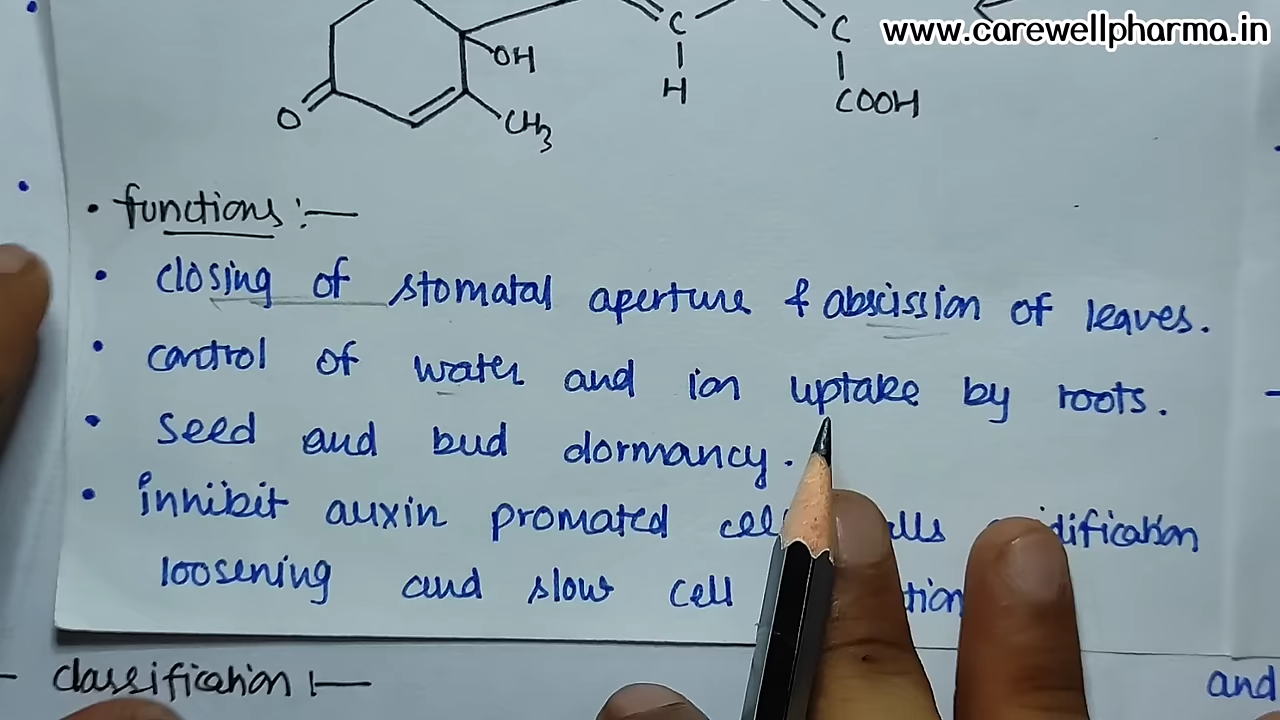 www.carewellpharma.in
C
C
OH
H
COOH
O
CH3
• functions:—
• closing of stomatal aperture & abscission of leaves.
• control of water and ion uptake by roots.
• seed and bud dormancy.
• inhibit auxin promated
loosening and slow cell
- classification :—
and